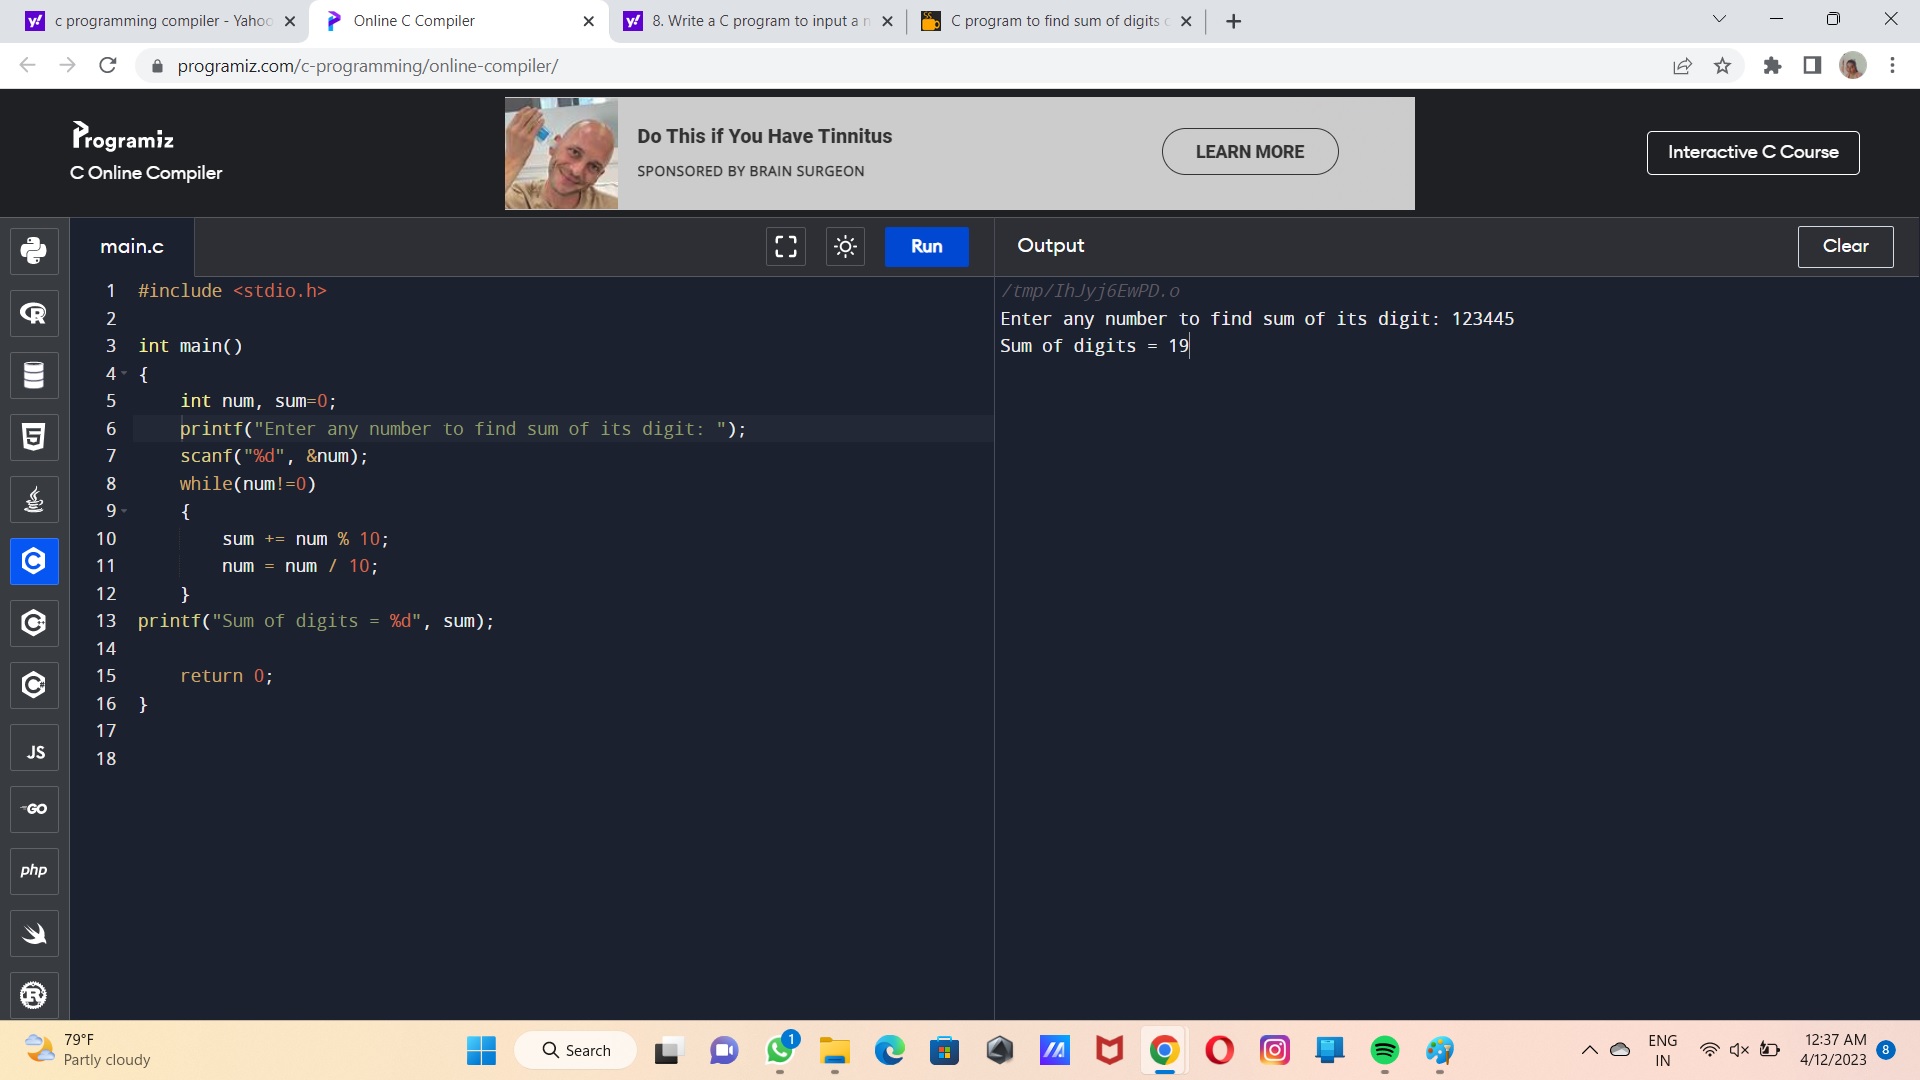 c programming compiler - Yahoo
Online C Compiler
8. Write a C program to input a n
C program to find sum of digits
programiz.com/c-programming/online-compiler/
Programiz
C Online Compiler
Do This if You Have Tinnitus
SPONSORED BY BRAIN SURGEON
LEARN MORE
Interactive C Course
main.c
Run
Output
Clear
1 #include <stdio.h>
2
3 int main()
4 {
5     int num, sum=0;
6     printf("Enter any number to find sum of its digit: ");
7     scanf("%d", &num);
8     while(num!=0)
9     {
10         sum += num % 10;
11         num = num / 10;
12     }
13 printf("Sum of digits = %d", sum);
14
15     return 0;
16 }
17
18
/tmp/IhJyj6EwPD.o
Enter any number to find sum of its digit: 123445
Sum of digits = 19
JS
GO
php
79°F
Partly cloudy
Search
1
ENG
IN
12:37 AM
4/12/2023
8